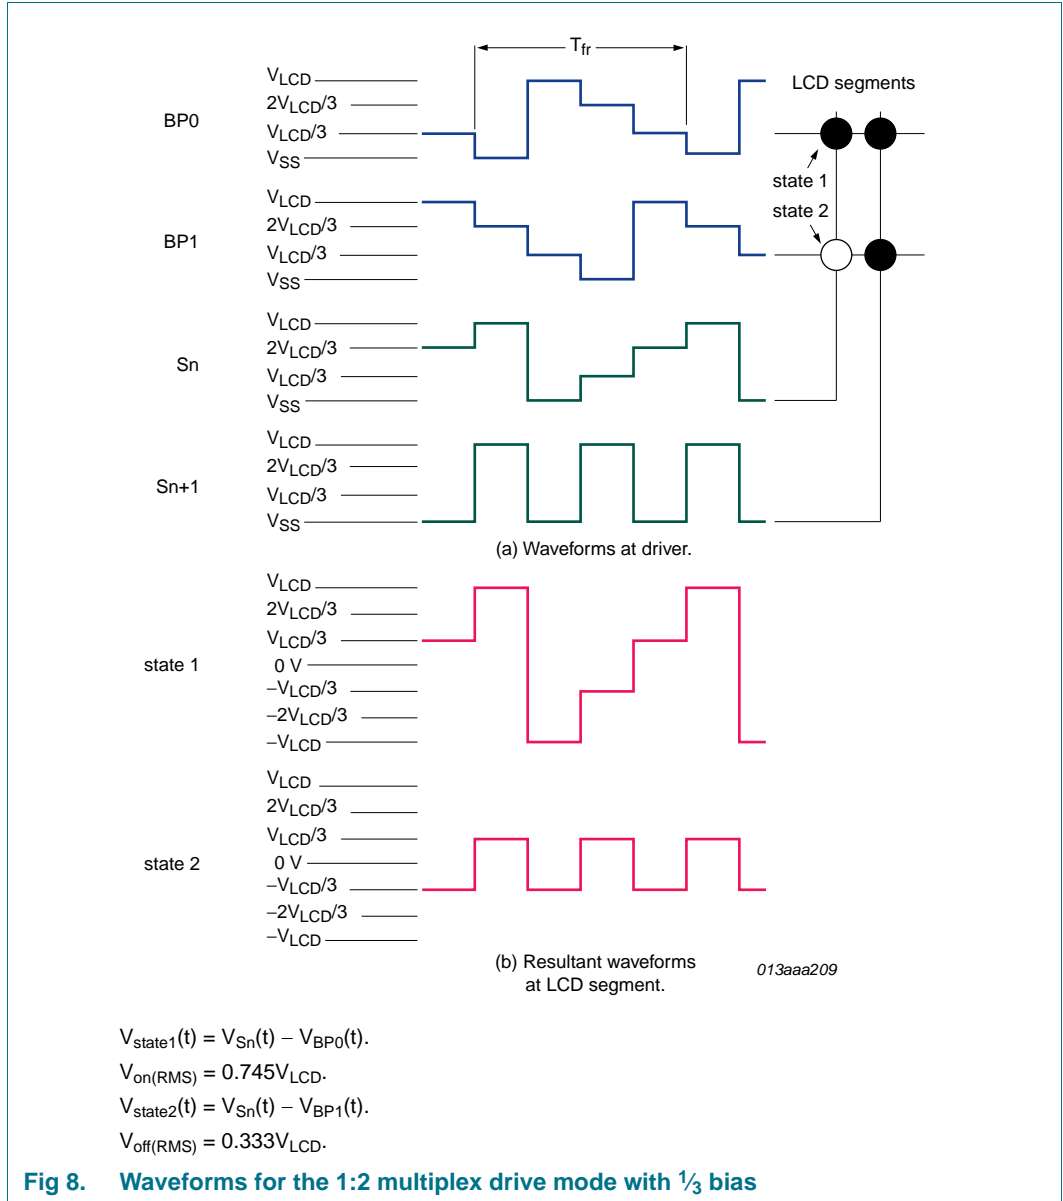 Tfr
VLCD
2VLCD/3
BP0
VLCD/3
VSS
LCD segments
state 1
state 2
VLCD
2VLCD/3
BP1
VLCD/3
VSS
VLCD
2VLCD/3
Sn
VLCD/3
VSS
VLCD
2VLCD/3
Sn+1
VLCD/3
VSS
(a) Waveforms at driver.
VLCD
2VLCD/3
VLCD/3
state 1
0 V
−VLCD/3
−2VLCD/3
−VLCD
VLCD
2VLCD/3
VLCD/3
state 2
0 V
−VLCD/3
−2VLCD/3
−VLCD
(b) Resultant waveforms
at LCD segment.
013aaa209
Vstate1(t) = VSn(t) − VBP0(t).
Von(RMS) = 0.745VLCD.
Vstate2(t) = VSn(t) − VBP1(t).
Voff(RMS) = 0.333VLCD.
Fig 8. Waveforms for the 1:2 multiplex drive mode with 1⁄3 bias